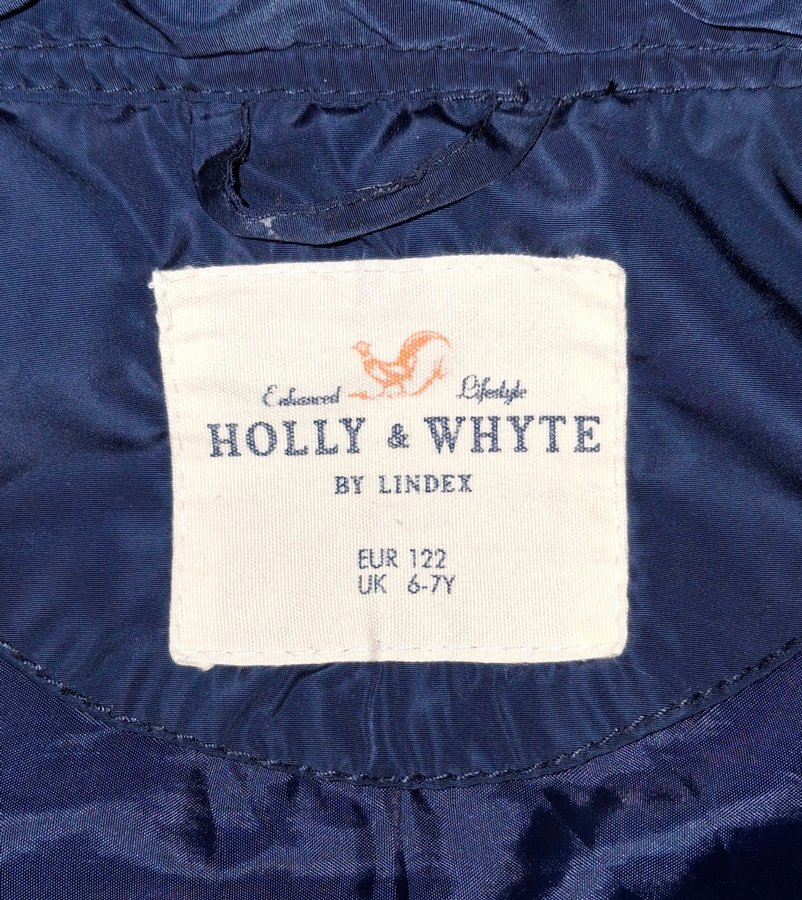 Enhanced Lifestyle
HOLLY & WHYTE
BY LINDEX
EUR 122
UK 6-7Y